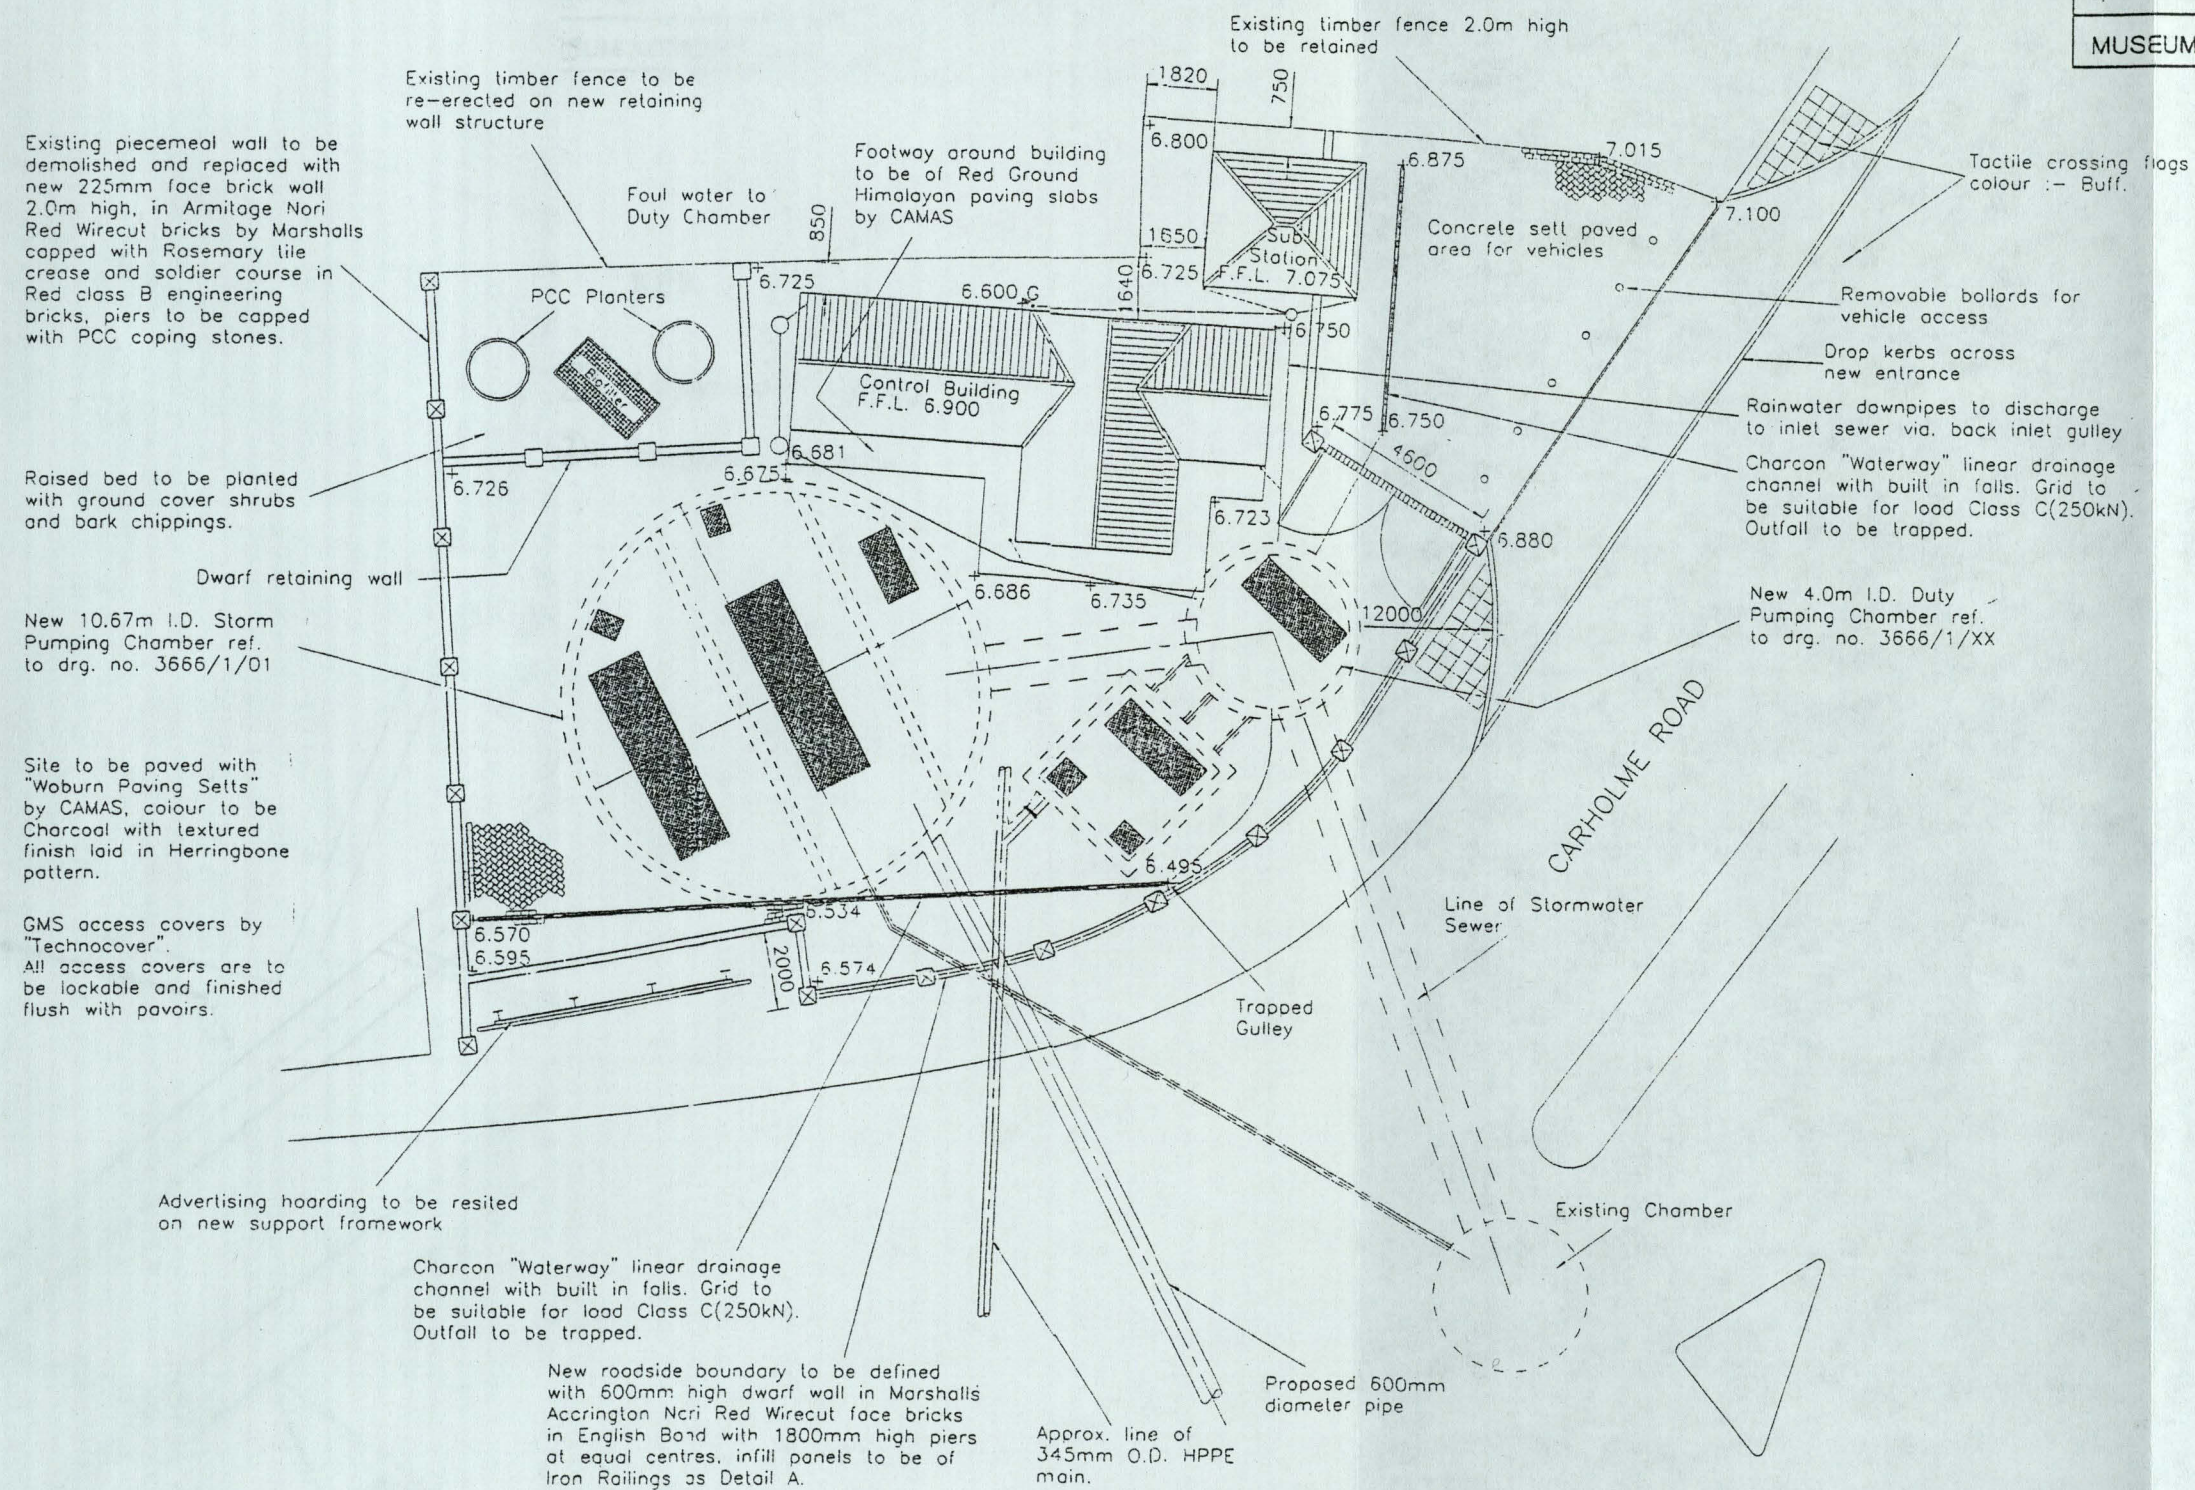 MUSEUM
Existing timber fence 2.0m high
to be retained
Existing timber fence to be
re-erected on new retaining
wall structure
1820
750
Existing piecemeal wall to be
demolished and replaced with
new 225mm face brick wall
2.0m high, in Armitage Nori
Red Wirecut bricks by Marshalls
capped with Rosemary tile
crease and soldier course in
Red class B engineering
bricks, piers to be capped
with PCC coping stones.
Foul water to
Duty Chamber
Footway around building
to be of Red Ground
Himalayan paving slabs
by CAMAS
850
6.800
6.875
7.015
7.100
Tactile crossing flags
colour :- Buff.
Concrete sett paved
area for vehicles
1650
Sub
Station
F.F.L. 7.075
6.725
6.725
1640
6.600 G
6.750
PCC Planters
Control Building
F.F.L. 6.900
Removable bollards for
vehicle access
Drop kerbs across
new entrance
Rainwater downpipes to discharge
to inlet sewer via. back inlet gulley
Charcon "Waterway" linear drainage
channel with built in falls. Grid to
be suitable for load Class C(250kN).
Outfall to be trapped.
6.775
6.750
4600
6.681
6.675
6.726
6.723
6.880
Raised bed to be planted
with ground cover shrubs
and bark chippings.
Dwarf retaining wall
6.686
6.735
12000
New 10.67m I.D. Storm
Pumping Chamber ref.
to drg. no. 3666/1/01
New 4.0m I.D. Duty
Pumping Chamber ref.
to drg. no. 3666/1/XX
CARHOLME ROAD
Site to be paved with
"Woburn Paving Setts"
by CAMAS, colour to be
Charcoal with textured
finish laid in Herringbone
pattern.
GMS access covers by
"Technocover".
All access covers are to
be lockable and finished
flush with pavoirs.
6.495
6.534
6.570
6.595
2000
6.574
Line of Stormwater
Sewer
Trapped
Gulley
Advertising hoarding to be resited
on new support framework
Existing Chamber
Charcon "Waterway" linear drainage
channel with built in falls. Grid to
be suitable for load Class C(250kN).
Outfall to be trapped.
New roadside boundary to be defined
with 600mm high dwarf wall in Marshalls
Accrington Nori Red Wirecut face bricks
in English Bond with 1800mm high piers
at equal centres, infill panels to be of
Iron Railings as Detail A.
Approx. line of
345mm O.D. HPPE
main.
Proposed 600mm
diameter pipe